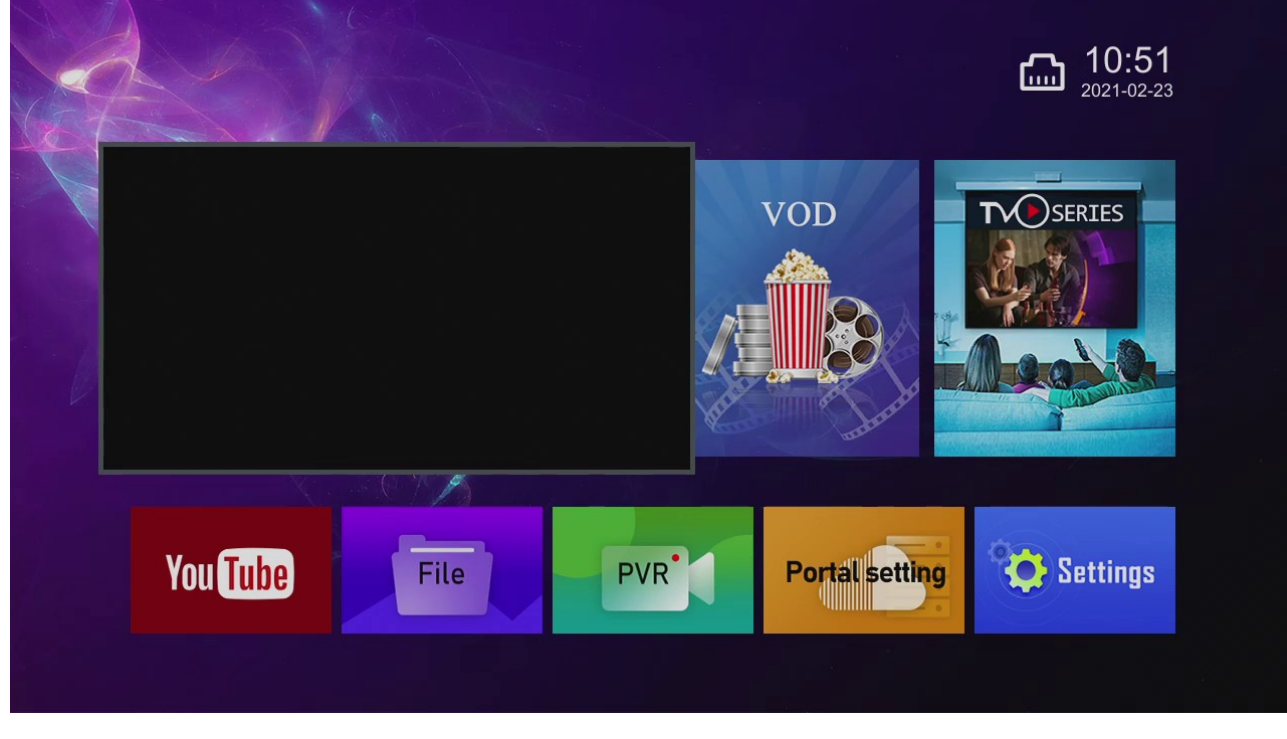 10:51
2021-02-23
VOD
TV SERIES
YouTube
File
PVR
Portal setting
Settings